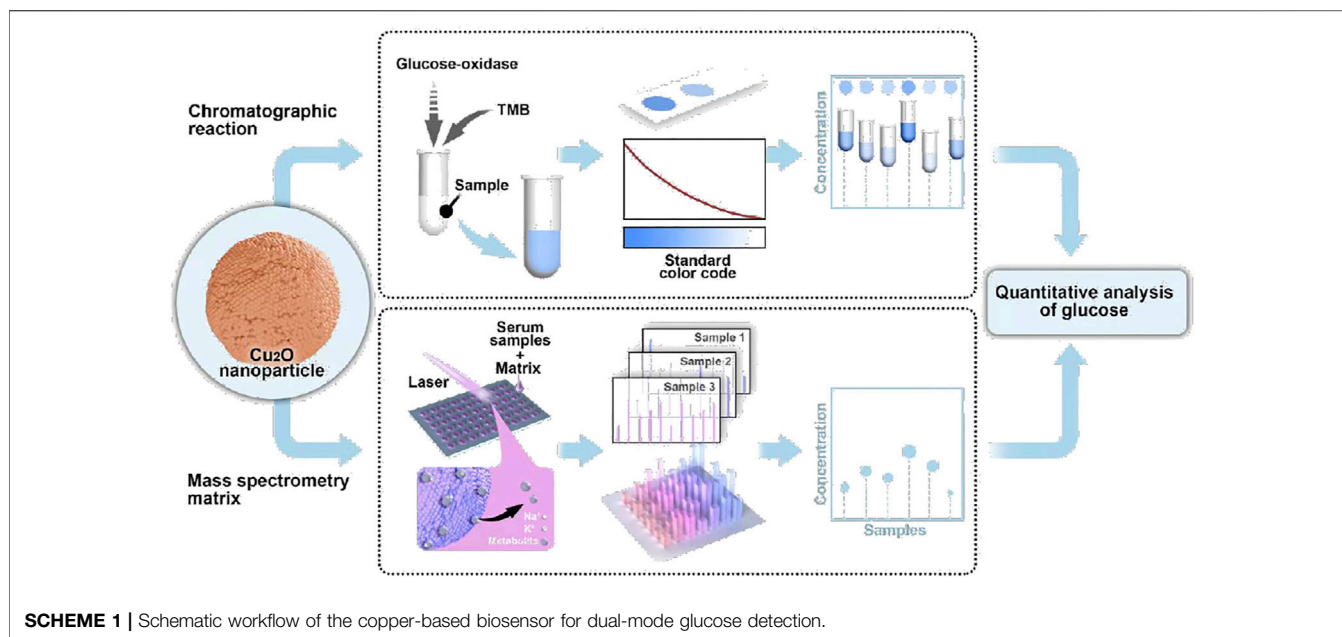 Glucose-oxidase
TMB
Sample
Chromatographic
reaction
Standard
color code
Concentration
Cu₂O
nanoparticle
Quantitative analysis
of glucose
Mass spectrometry
matrix
Serum
samples
+
Matrix
Laser
Na⁺
K⁺
Metabolite
Sample 1
Sample 2
Sample 3
Concentration
Samples
SCHEME 1 | Schematic workflow of the copper-based biosensor for dual-mode glucose detection.